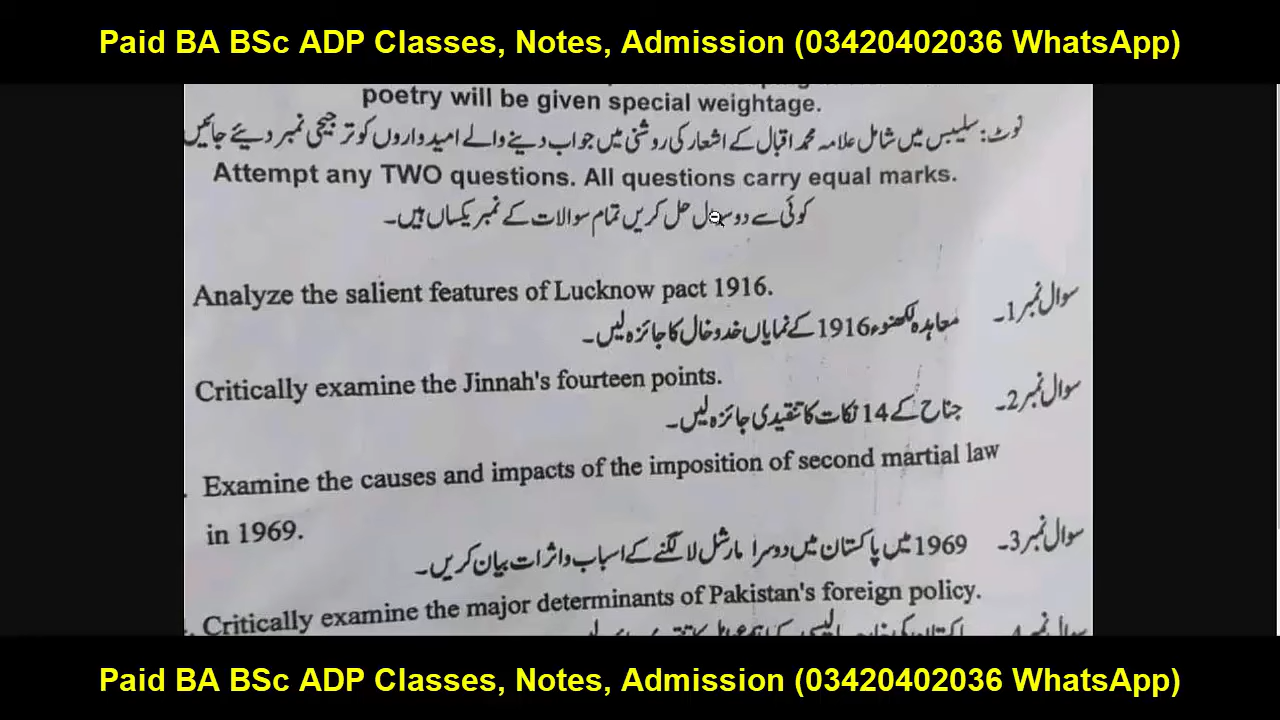 Paid BA BSc ADP Classes, Notes, Admission (03420402036 WhatsApp)
poetry will be given special weightage.
نوٹ: سلیبس میں شامل علامہ محمد اقبال کے اشعار کی روشنی میں جواب دینے والے امیدواروں کو ترجیحی نمبر دیئے جائیں
Attempt any TWO questions. All questions carry equal marks.
کوئی سے دو سوال حل کریں تمام سوالات کے نمبر یکساں ہیں۔
Analyze the salient features of Lucknow pact 1916.
سوال نمبر1۔ معاہدہ لکھنوء 1916 کے نمایاں خدوخال کا جائزہ لیں۔
Critically examine the Jinnah's fourteen points.
سوال نمبر2۔ جناح کے 14 نکات کا تنقیدی جائزہ لیں۔
Examine the causes and impacts of the imposition of second martial law
in 1969.
سوال نمبر3۔ 1969 میں پاکستان میں دوسرا مارشل لا لگنے کے اسباب و اثرات بیان کریں۔
Critically examine the major determinants of Pakistan's foreign policy.
سوال نمبر
Paid BA BSc ADP Classes, Notes, Admission (03420402036 WhatsApp)